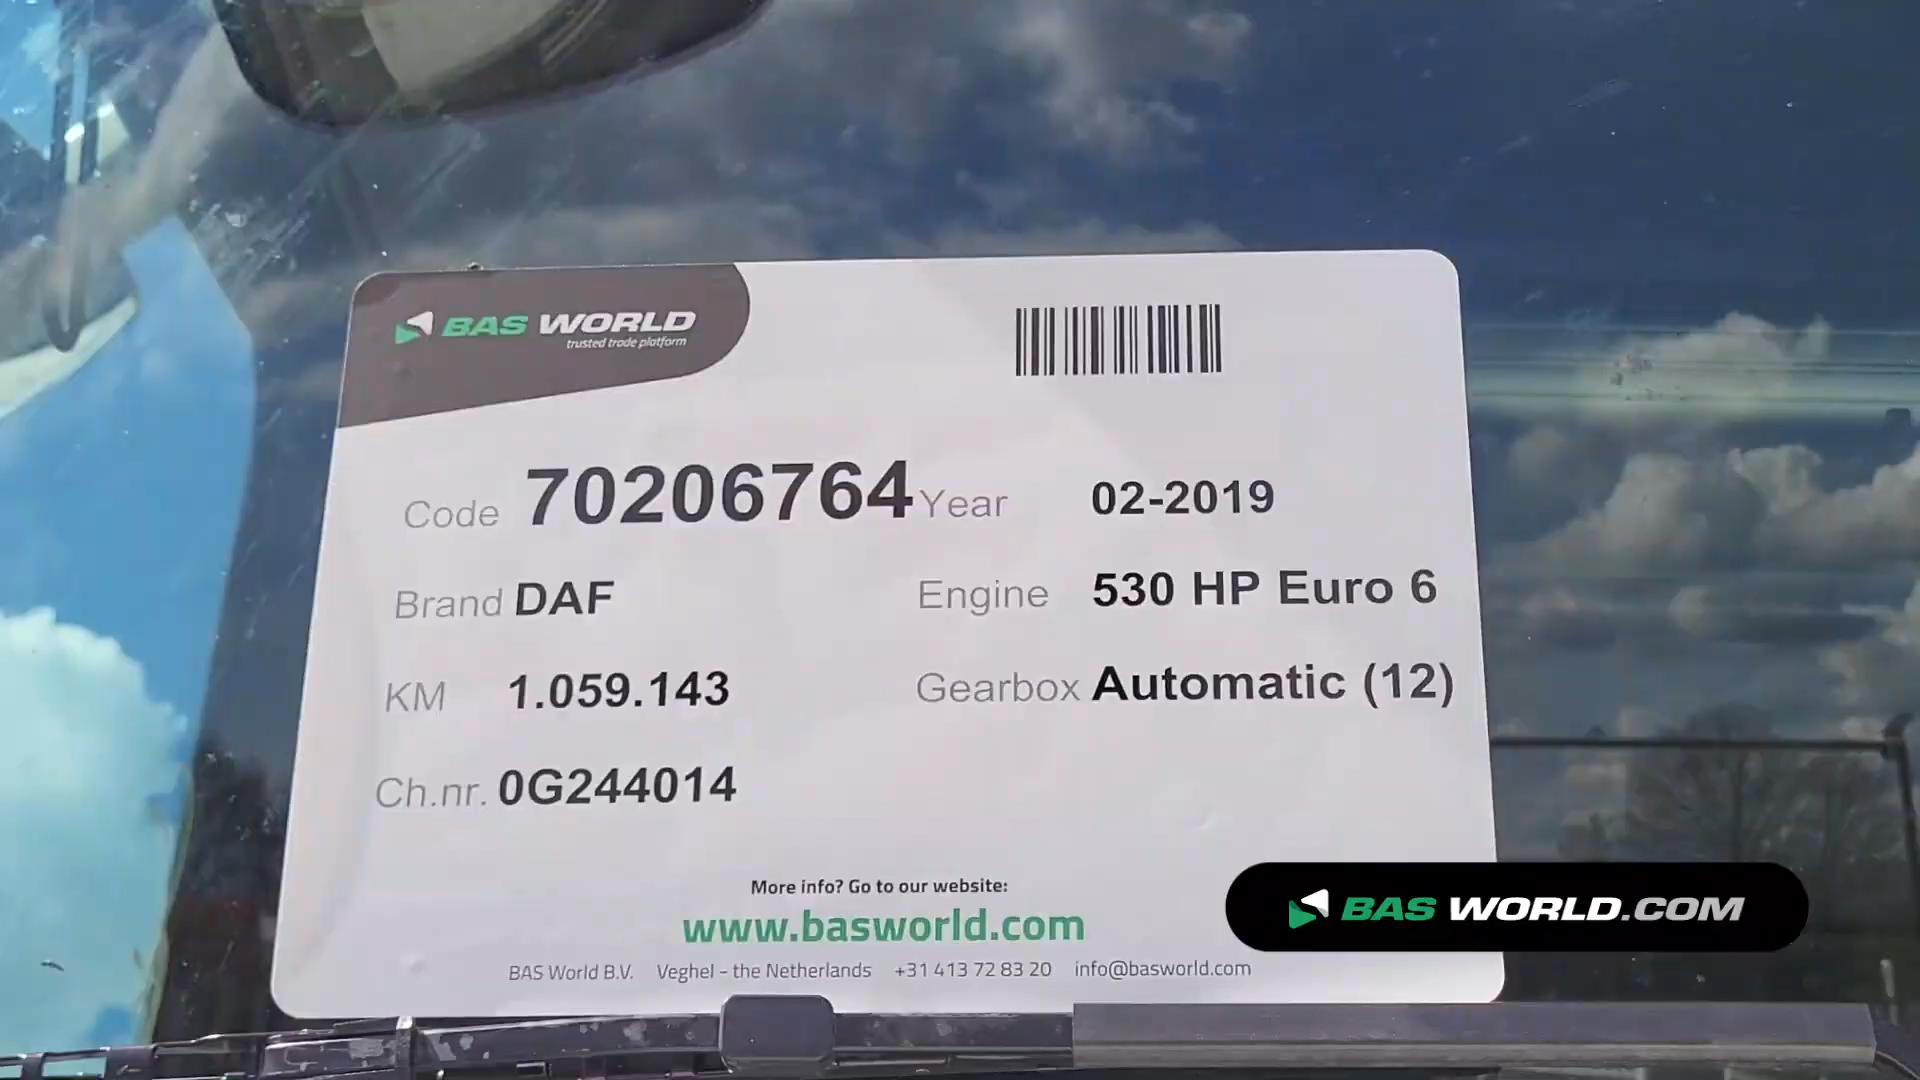 BAS WORLD
trusted trade platform
Code 70206764 Year 02-2019
Brand DAF Engine 530 HP Euro 6
KM 1.059.143 Gearbox Automatic (12)
Ch.nr. 0G244014
More info? Go to our website:
www.basworld.com
BAS World B.V. Veghel - the Netherlands +31 413 72 83 20 info@basworld.com
BAS WORLD.COM